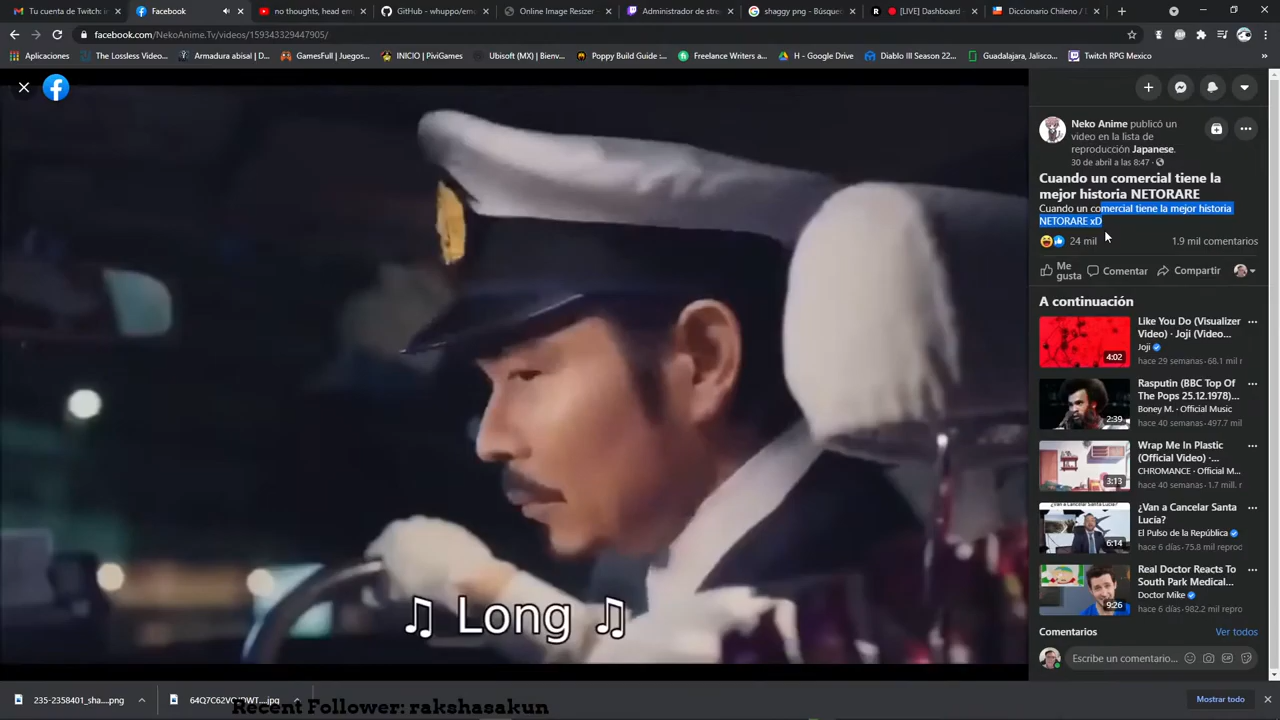 Tu cuenta de Twitch: in
Facebook
no thoughts, head em
GitHub - whuppo/em
Online Image Resizer -
Administrador de stre
shaggy png - Búsque
[LIVE] Dashboard
Diccionario Chileno /
facebook.com/NekoAnime.Tv/videos/159343329447905/
Aplicaciones
The Lossless Video...
Armadura abisal | D...
GamesFull | Juegos...
INICIO | PiviGames
Ubisoft (MX) | Bienv...
Poppy Build Guide :...
Freelance Writers a...
H - Google Drive
Diablo III Season 22...
Guadalajara, Jalisco...
Twitch RPG Mexico
Neko Anime publicó un
video en la lista de
reproducción Japanese.
30 de abril a las 8:47 ·
Cuando un comercial tiene la
mejor historia NETORARE
Cuando un comercial tiene la mejor historia
NETORARE xD
24 mil
1.9 mil comentarios
Me
gusta
Comentar
Compartir
A continuación
Like You Do (Visualizer
Video) · Joji (Video...
Joji
hace 29 semanas · 68.1 mil r
4:02
Rasputin (BBC Top Of
The Pops 25.12.1978)...
Boney M. · Official Music
hace 40 semanas · 497.7 mil
2:39
Wrap Me In Plastic
(Official Video) ·...
CHROMANCE · Official M...
hace 40 semanas · 1.7 mil. r
3:13
¿Van a Cancelar Santa
Lucía?
El Pulso de la República
hace 6 días · 75.8 mil reproc
6:14
Real Doctor Reacts To
South Park Medical...
Doctor Mike
hace 6 días · 982.2 mil repro
9:26
♫ Long ♫
Comentarios
Ver todos
Escribe un comentario...
235-2358401_sha....png
Mostrar todo
Recent Follower: rakshasakun